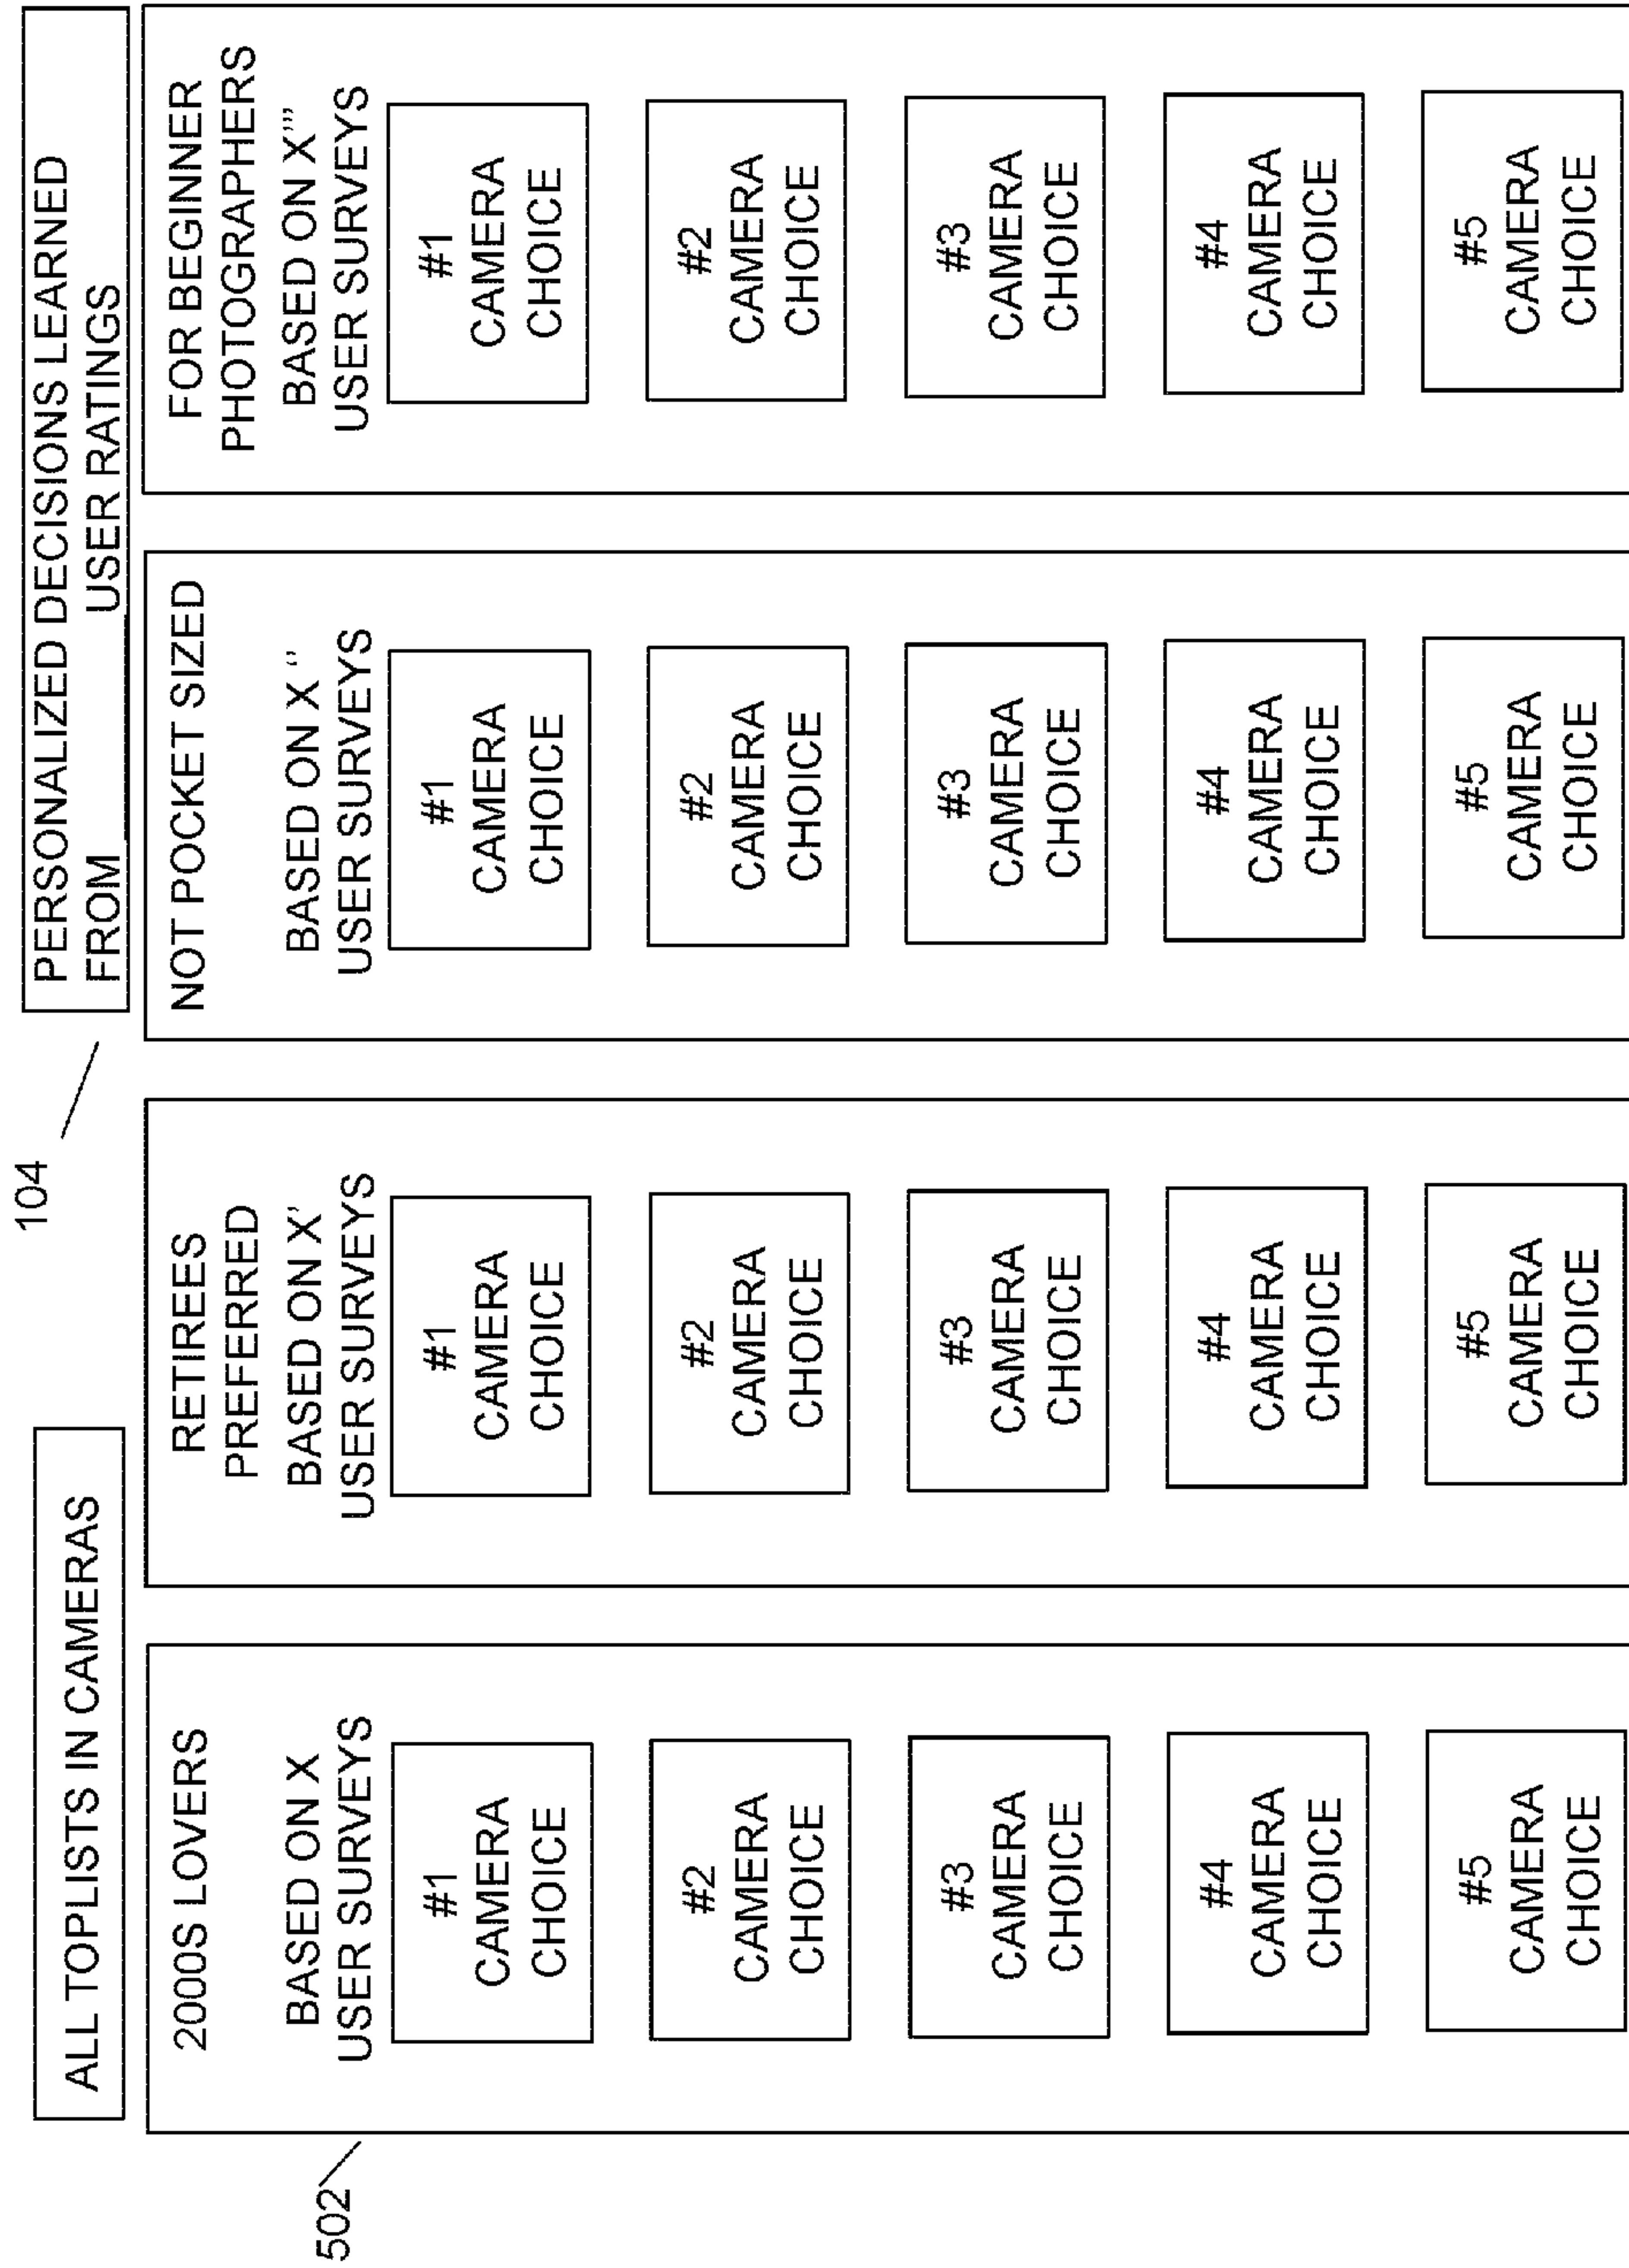 104
ALL TOPLISTS IN CAMERAS
PERSONALIZED DECISIONS LEARNED
FROM ________ USER RATINGS
502
2000S LOVERS
BASED ON X
USER SURVEYS
#1
CAMERA
CHOICE
#2
CAMERA
CHOICE
#3
CAMERA
CHOICE
#4
CAMERA
CHOICE
#5
CAMERA
CHOICE
RETIREES
PREFERRED
BASED ON X'
USER SURVEYS
#1
CAMERA
CHOICE
#2
CAMERA
CHOICE
#3
CAMERA
CHOICE
#4
CAMERA
CHOICE
#5
CAMERA
CHOICE
NOT POCKET SIZED
BASED ON X ''
USER SURVEYS
#1
CAMERA
CHOICE
#2
CAMERA
CHOICE
#3
CAMERA
CHOICE
#4
CAMERA
CHOICE
#5
CAMERA
CHOICE
FOR BEGINNER
PHOTOGRAPHERS
BASED ON X'''
USER SURVEYS
#1
CAMERA
CHOICE
#2
CAMERA
CHOICE
#3
CAMERA
CHOICE
#4
CAMERA
CHOICE
#5
CAMERA
CHOICE